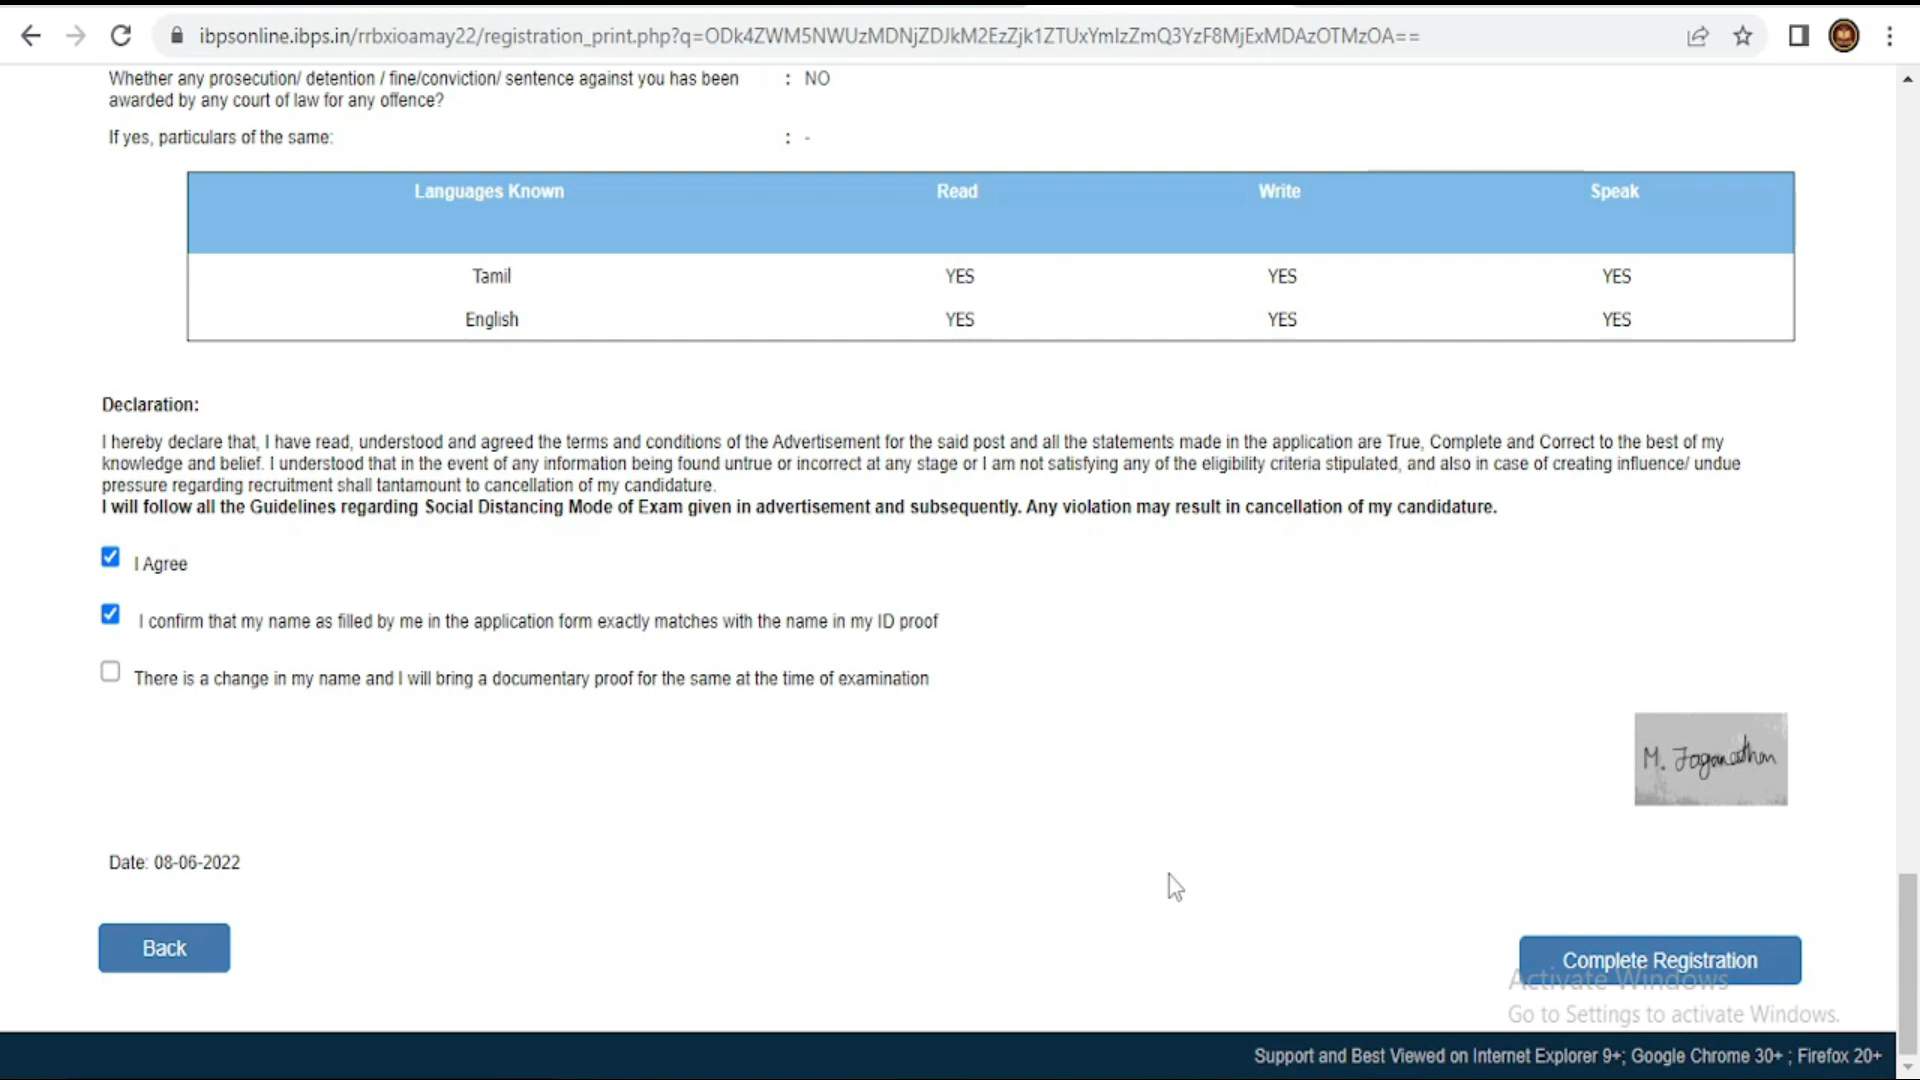 ibpsonline.ibps.in/rrbxioamay22/registration_print.php?q=ODk4ZWM5NWUzMDNjZDJkM2EzZjk1ZTUxYmIzZmQ3YzF8MjExMDAzOTMzOA==
Whether any prosecution/ detention / fine/conviction/ sentence against you has been : NO
awarded by any court of law for any offence?
If yes, particulars of the same: : -
Languages Known Read Write Speak
Tamil YES YES YES
English YES YES YES
Declaration:
I hereby declare that, I have read, understood and agreed the terms and conditions of the Advertisement for the said post and all the statements made in the application are True, Complete and Correct to the best of my
knowledge and belief. I understood that in the event of any information being found untrue or incorrect at any stage or I am not satisfying any of the eligibility criteria stipulated, and also in case of creating influence/ undue
pressure regarding recruitment shall tantamount to cancellation of my candidature.
I will follow all the Guidelines regarding Social Distancing Mode of Exam given in advertisement and subsequently. Any violation may result in cancellation of my candidature.
I Agree
I confirm that my name as filled by me in the application form exactly matches with the name in my ID proof
There is a change in my name and I will bring a documentary proof for the same at the time of examination
M. Jaganathan
Date: 08-06-2022
Back
Complete Registration
Activate Windows
Go to Settings to activate Windows.
Support and Best Viewed on Internet Explorer 9+; Google Chrome 30+ ; Firefox 20+